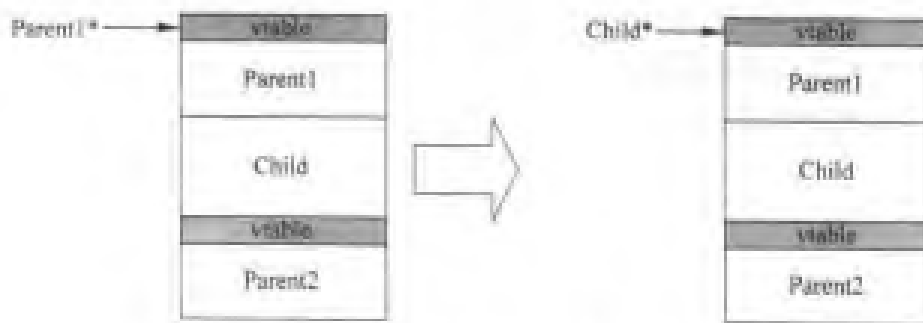 Parent1*
vtable
Parent1
Child
vtable
Parent2
Child*
vtable
Parent1
Child
vtable
Parent2